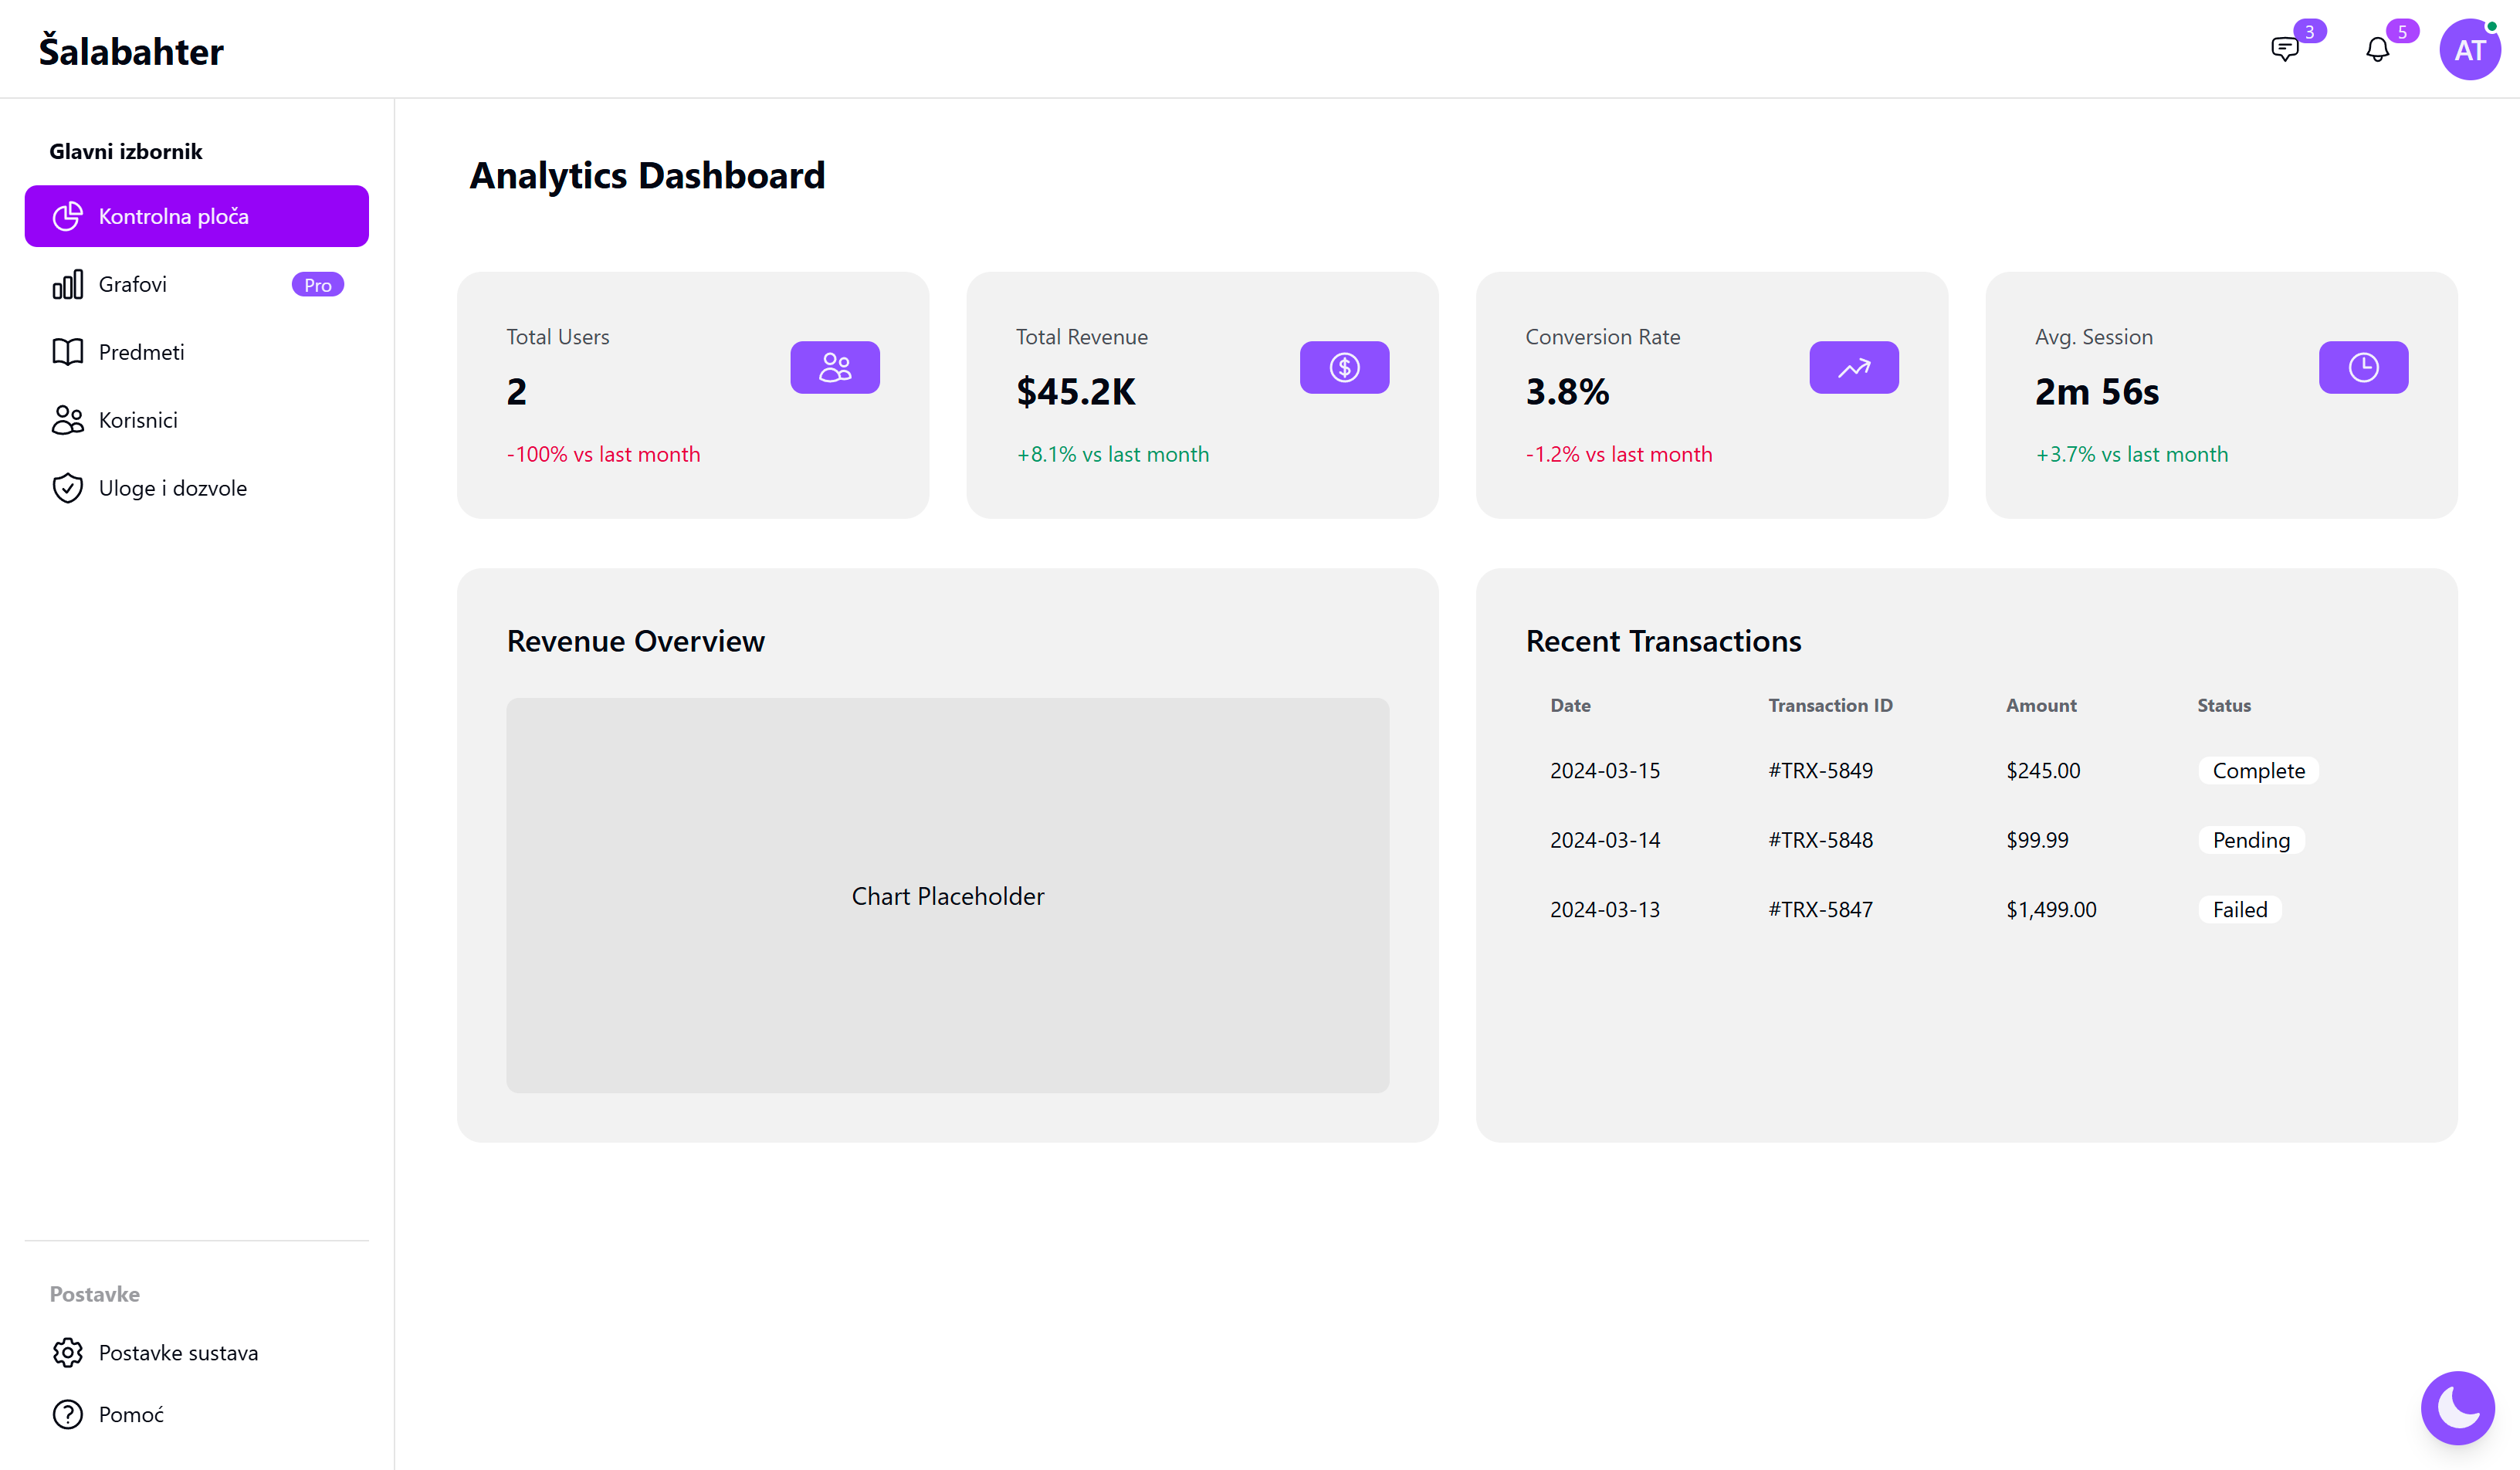 Šalabahter
3
5
AT
Glavni izbornik
Kontrolna ploča
Grafovi
Pro
Predmeti
Korisnici
Uloge i dozvole
Postavke
Postavke sustava
Pomoć
Analytics Dashboard
Total Users
2
-100% vs last month
Total Revenue
$45.2K
+8.1% vs last month
Conversion Rate
3.8%
-1.2% vs last month
Avg. Session
2m 56s
+3.7% vs last month
Revenue Overview
Chart Placeholder
Recent Transactions
Date Transaction ID Amount Status
2024-03-15 #TRX-5849 $245.00 Complete
2024-03-14 #TRX-5848 $99.99 Pending
2024-03-13 #TRX-5847 $1,499.00 Failed